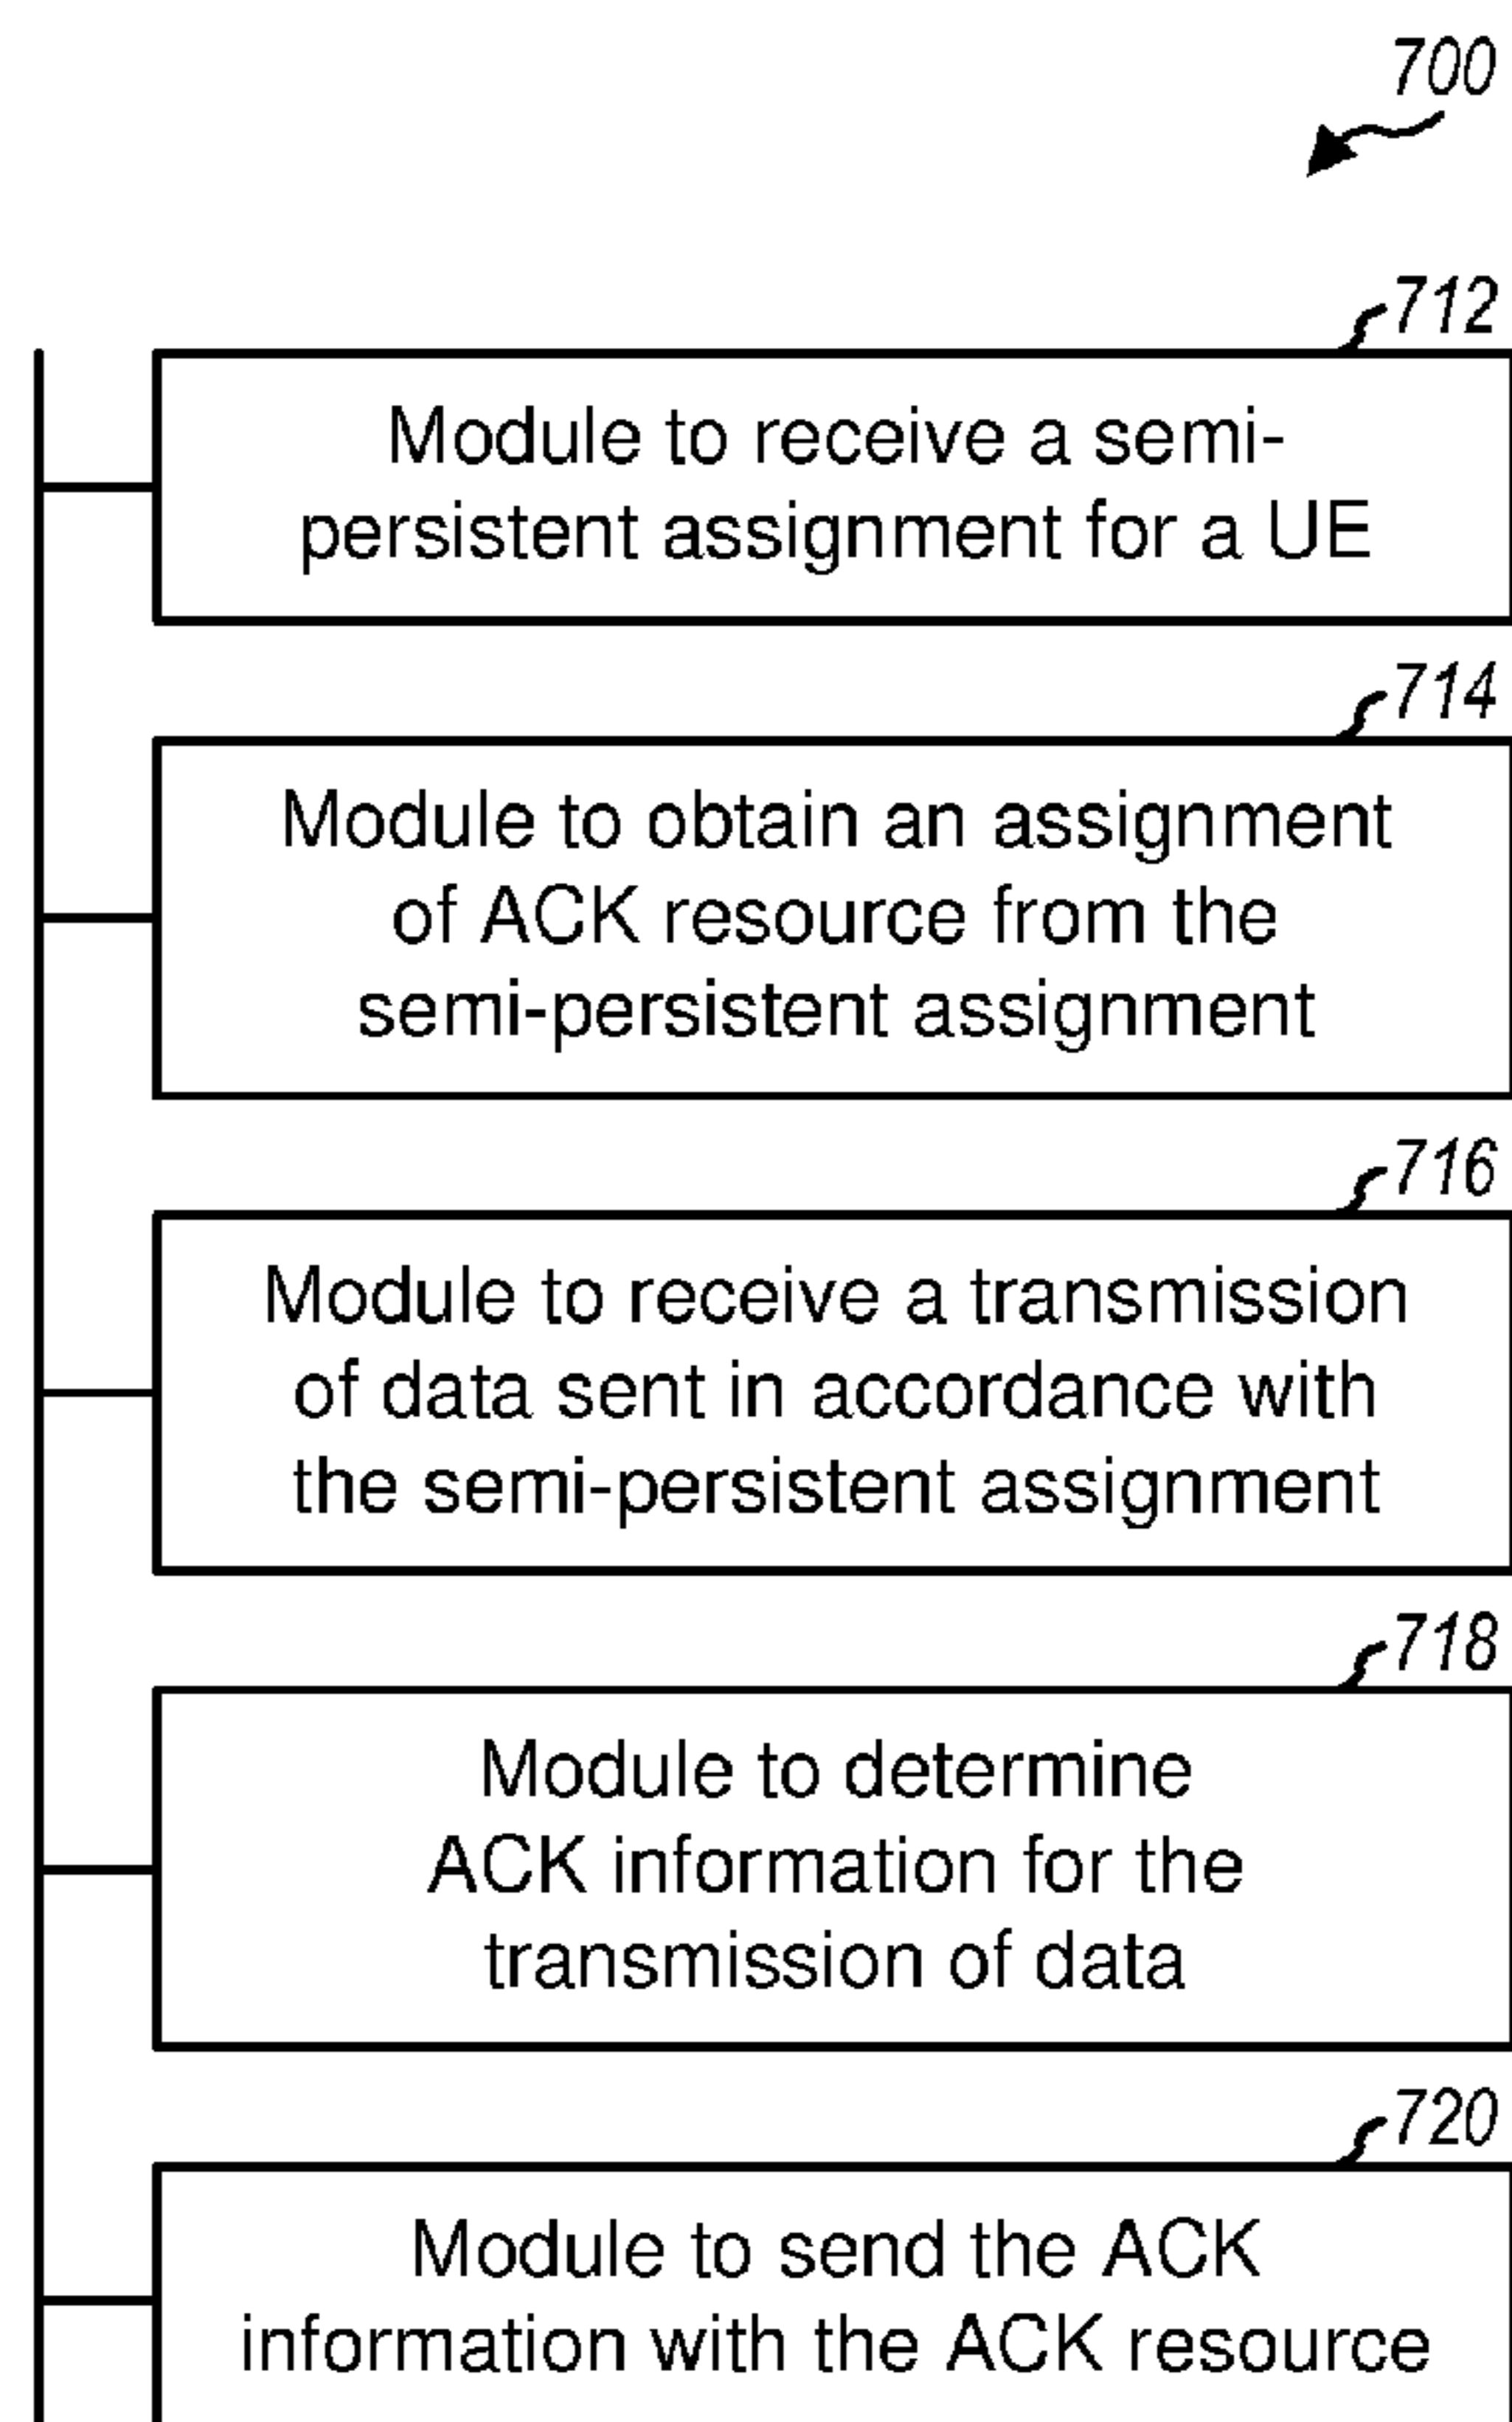 700
712
Module to receive a semi-
persistent assignment for a UE
714
Module to obtain an assignment
of ACK resource from the
semi-persistent assignment
716
Module to receive a transmission
of data sent in accordance with
the semi-persistent assignment
718
Module to determine
ACK information for the
transmission of data
720
Module to send the ACK
information with the ACK resource